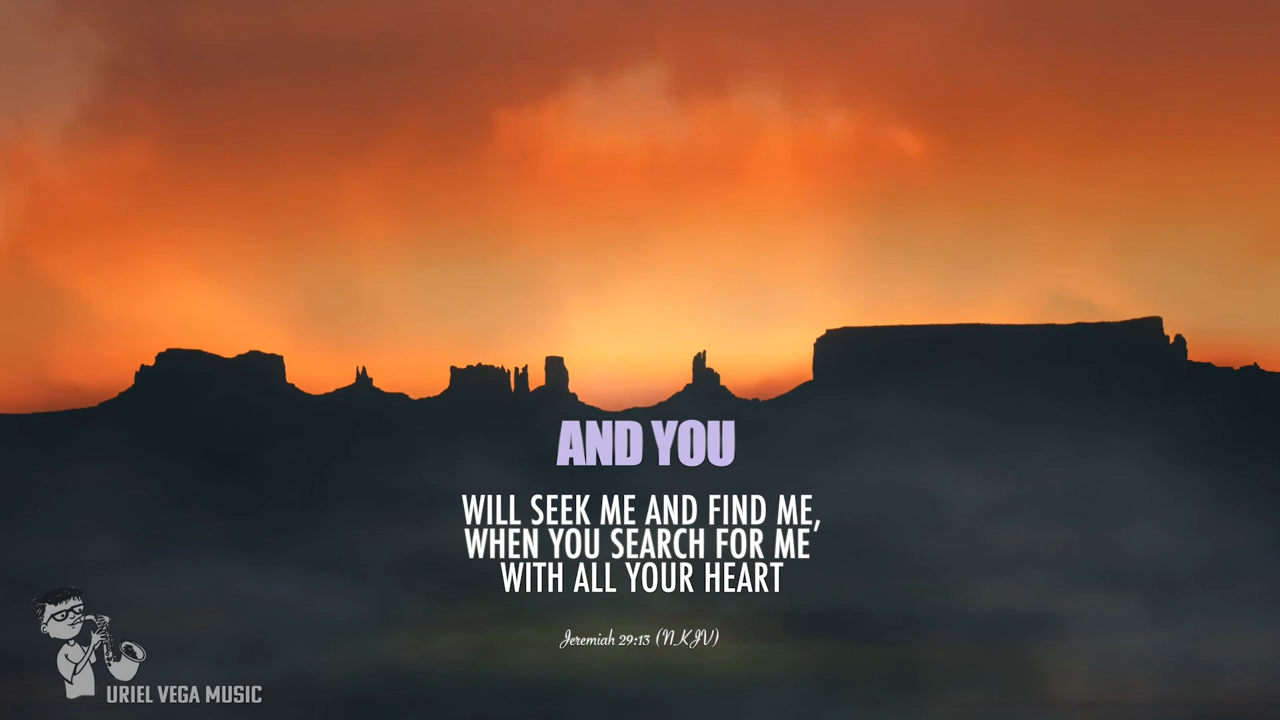 AND YOU
WILL SEEK ME AND FIND ME,
WHEN YOU SEARCH FOR ME
WITH ALL YOUR HEART
Jeremiah 29:13 (NKJV)
URIEL VEGA MUSIC